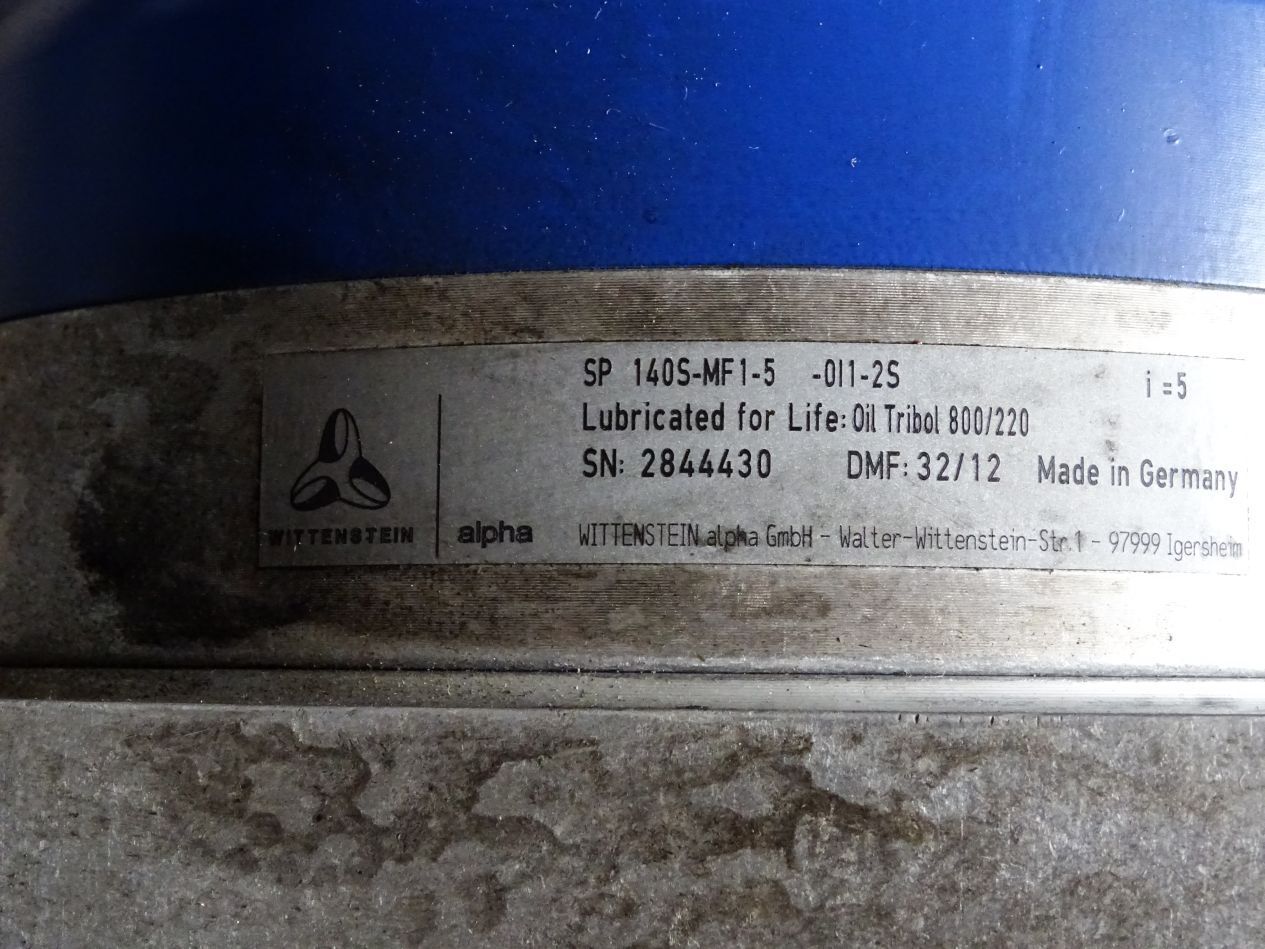 SP 140S-MF1-5 -0I1-2S i=5
Lubricated for Life: Oil Tribol 800/220
SN: 2844430 DMF: 32/12 Made in Germany
WITTENSTEIN alpha WITTENSTEIN alpha GmbH - Walter-Wittenstein-Str.1 - 97999 Igersheim